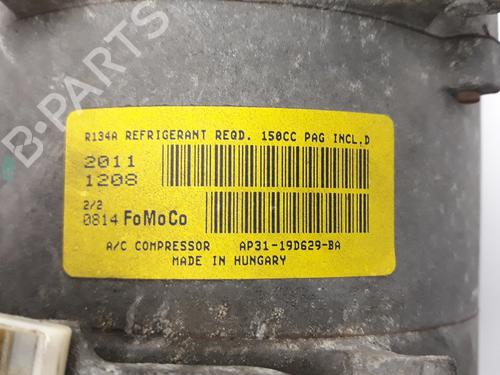 R134A REFRIGERANT REQD. 150CC PAG INCL.D
2011
1208
2/2
0814 FoMoCo
A/C COMPRESSOR AP31-19D629-BA
MADE IN HUNGARY
B-PARTS